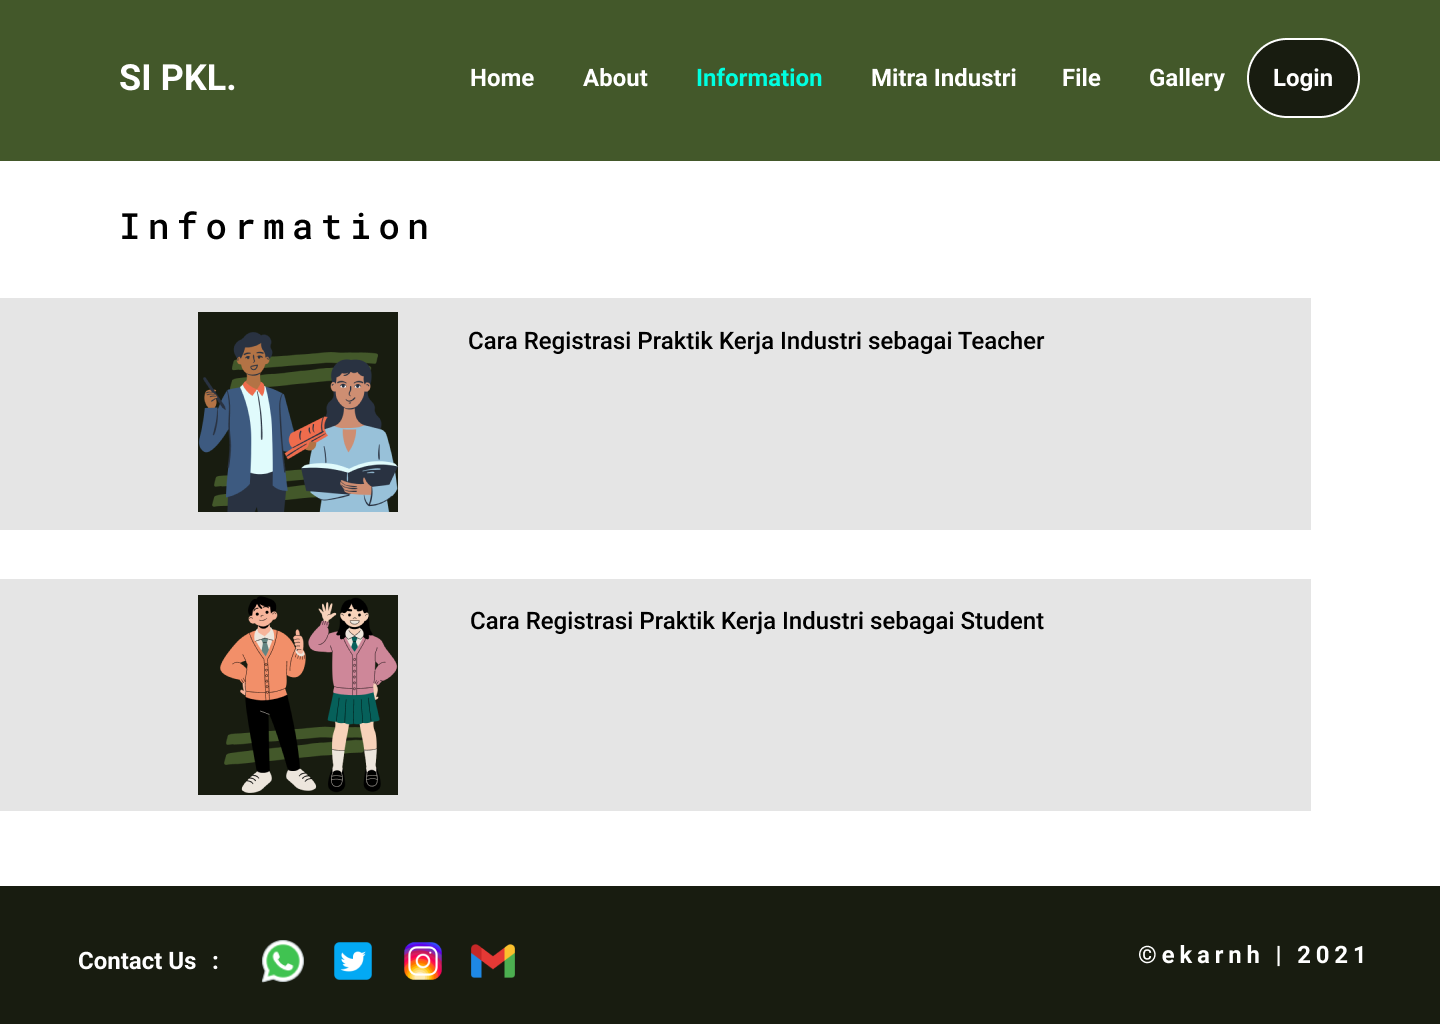 SI PKL.
Home About Information Mitra Industri File Gallery Login
Information
Cara Registrasi Praktik Kerja Industri sebagai Teacher
Cara Registrasi Praktik Kerja Industri sebagai Student
Contact Us :
©ekarnh | 2021